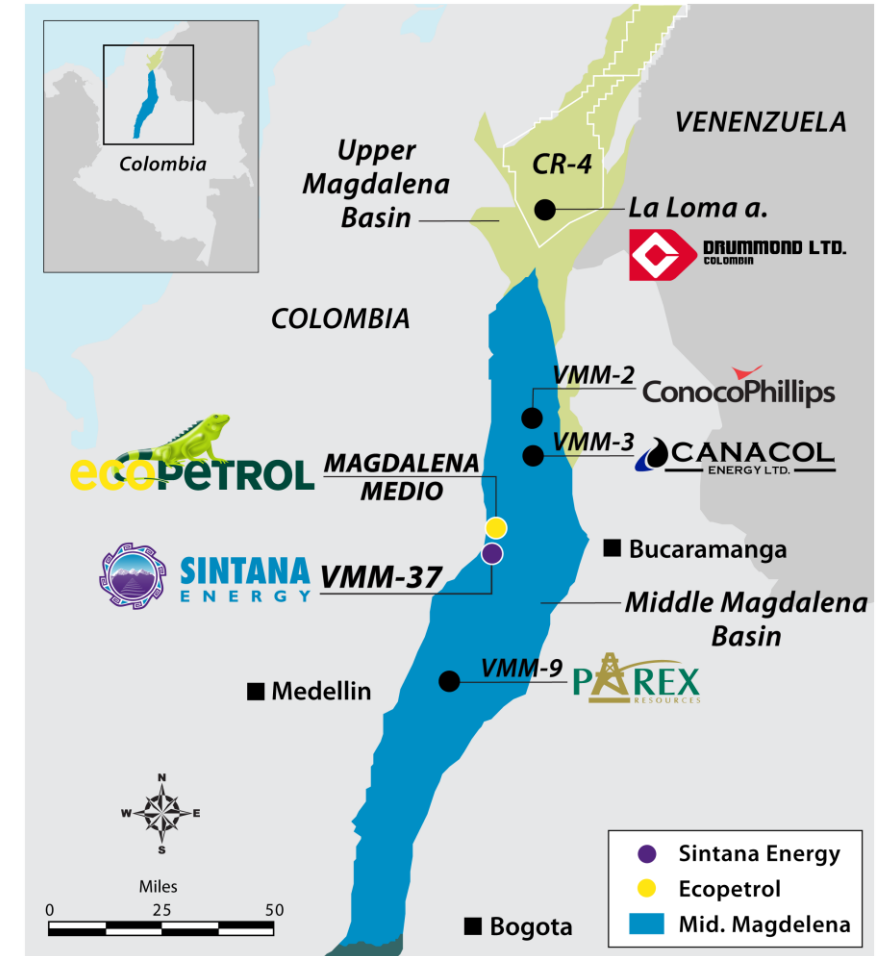 Colombia
VENENZUELA
Upper
Magdalena
Basin
CR-4
La Loma a.
DRUMMOND LTD.
COLOMBIA
COLOMBIA
VMM-2
ConocoPhillips
VMM-3
CANACOL
ENERGY LTD.
ecoPeTROL
MAGDALENA
MEDIO
Bucaramanga
SINTANA
ENERGY
VMM-37
Middle Magdalena
Basin
VMM-9
PAREX
RESOURCES
Medellin
N
W
E
S
Miles
0 25 50
Bogota
Sintana Energy
Ecopetrol
Mid. Magdelena